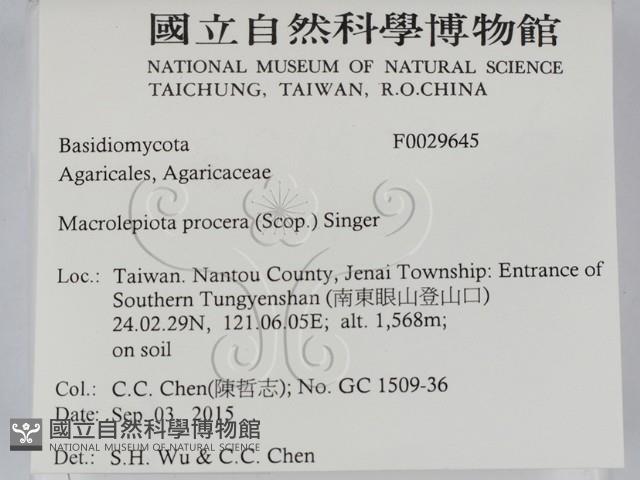 國立自然科學博物館
NATIONAL MUSEUM OF NATURAL SCIENCE
TAICHUNG, TAIWAN, R.O.CHINA
Basidiomycota F0029645
Agaricales, Agaricaceae
Macrolepiota procera (Scop.) Singer
Loc.: Taiwan. Nantou County, Jenai Township: Entrance of
Southern Tungyenshan (南東眼山登山口)
24.02.29N, 121.06.05E; alt. 1,568m;
on soil
Col.: C.C. Chen(陳哲志); No. GC 1509-36
Date: Sep. 03, 2015
國立自然科學博物館
NATIONAL MUSEUM OF NATURAL SCIENCE
Det.: S.H. Wu & C.C. Chen